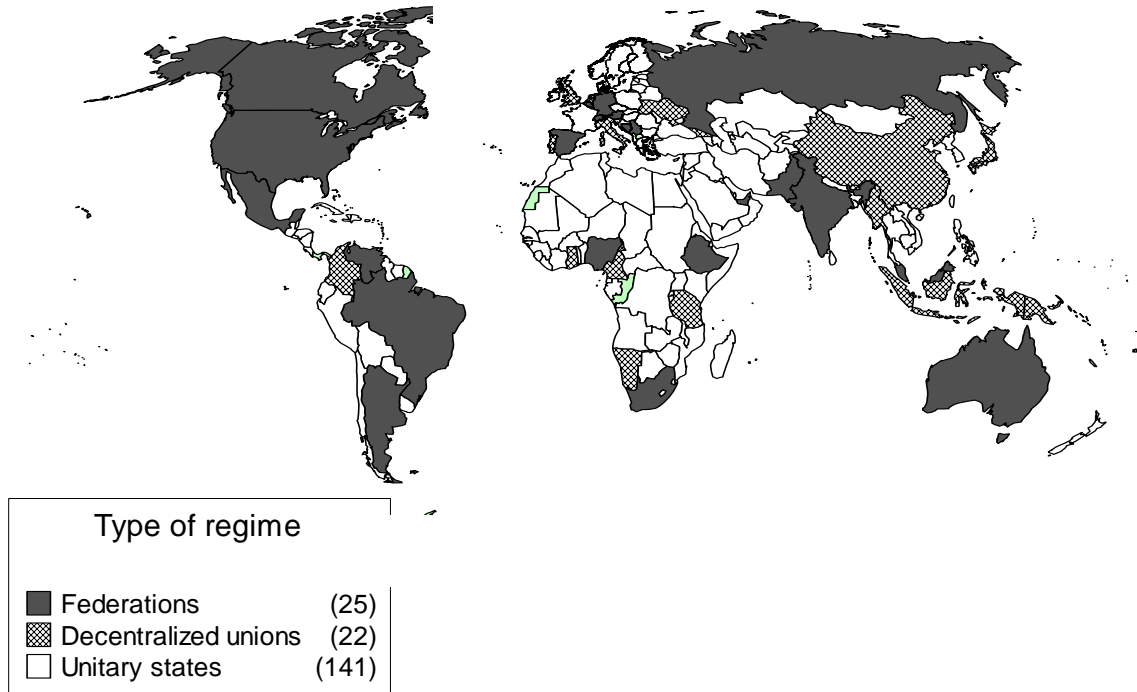 Type of regime
Federations (25)
Decentralized unions (22)
Unitary states (141)